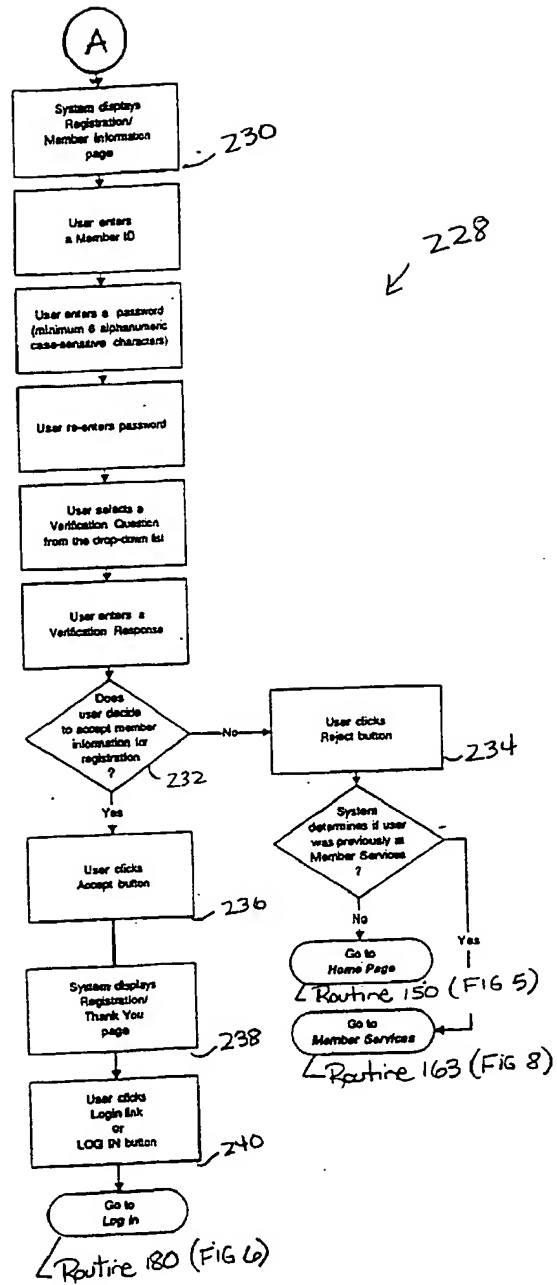 A
System displays
Registration/
Member Information
page
230
User enters
a Member ID
228
User enters a password
(minimum 6 alphanumeric
case-sensitive characters)
User re-enters password
User selects a
Verification Question
from the drop-down list
User enters a
Verification Response
Does
user decide
to accept member
information for
registration
?
232
No
User clicks
Reject button
234
Yes
System
determines if user
was previously at
Member Services
?
User clicks
Accept button
236
No
Yes
Go to
Home Page
Routine 150 (FIG 5)
System displays
Registration/
Thank You
page
238
Go to
Member Services
Routine 163 (FIG 8)
User clicks
Login link
or
LOG IN button
240
Go to
Log In
Routine 180 (FIG 6)